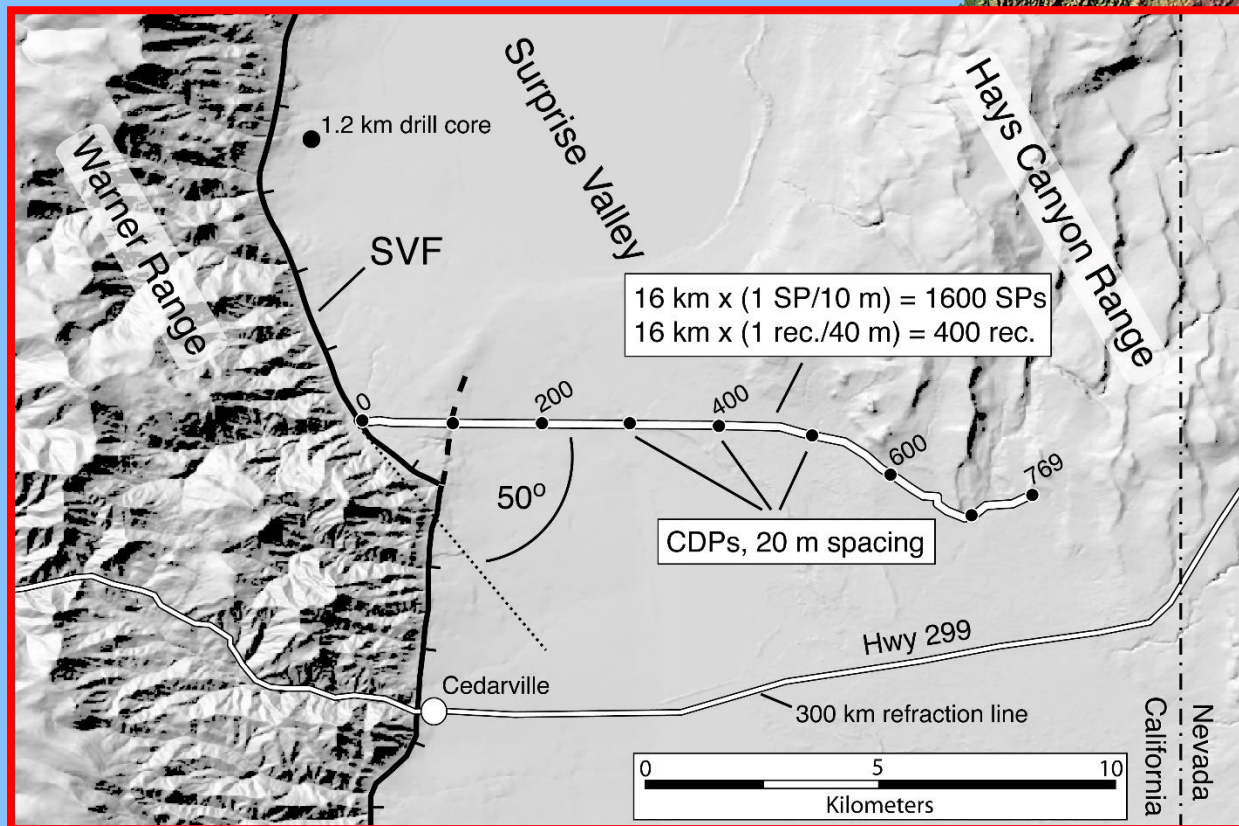 1.2 km drill core
Surprise Valley
Hays Canyon Range
Warner Range
SVF
16 km x (1 SP/10 m) = 1600 SPs
16 km x (1 rec./40 m) = 400 rec.
0
200
400
600
769
50o
CDPs, 20 m spacing
Hwy 299
Cedarville
300 km refraction line
California
Nevada
0 5 10
Kilometers